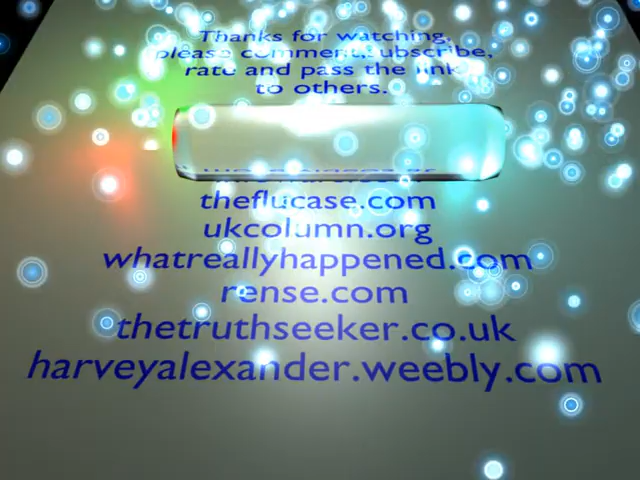 Thanks for watching,
please comment, ubscribe,
rate and pass the link
to others.
theflucase.com
ukcolumn.org
whatreallyhappened.com
rense.com
thetruthseeker.co.uk
harveyalexander.weebly.com